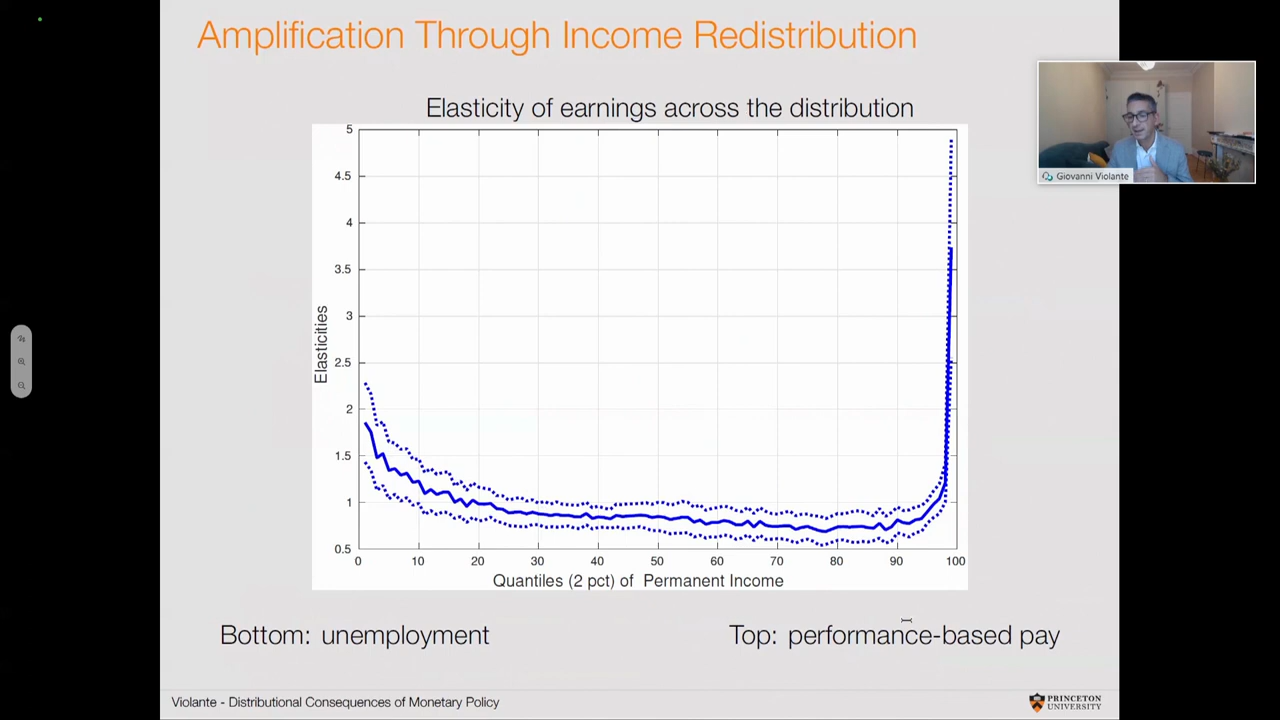 Amplification Through Income Redistribution
Giovanni Violante
Elasticity of earnings across the distribution
5
4.5
4
3.5
3
2.5
2
1.5
1
0.5
Elasticities
0 10 20 30 40 50 60 70 80 90 100
Quantiles (2 pct) of Permanent Income
Bottom: unemployment
Top: performance-based pay
Violante - Distributional Consequences of Monetary Policy
PRINCETON
UNIVERSITY